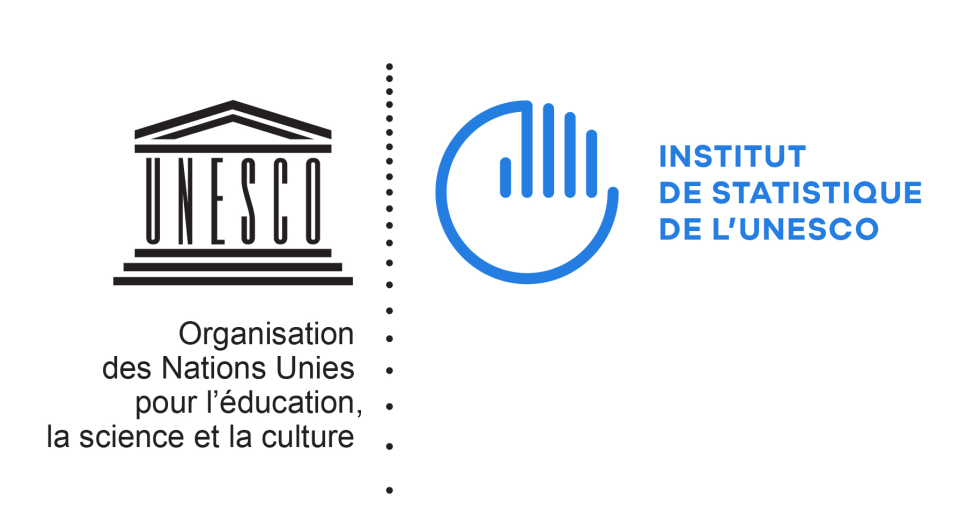 UNESCO
Organisation
des Nations Unies
pour l’éducation,
la science et la culture
INSTITUT
DE STATISTIQUE
DE L’UNESCO